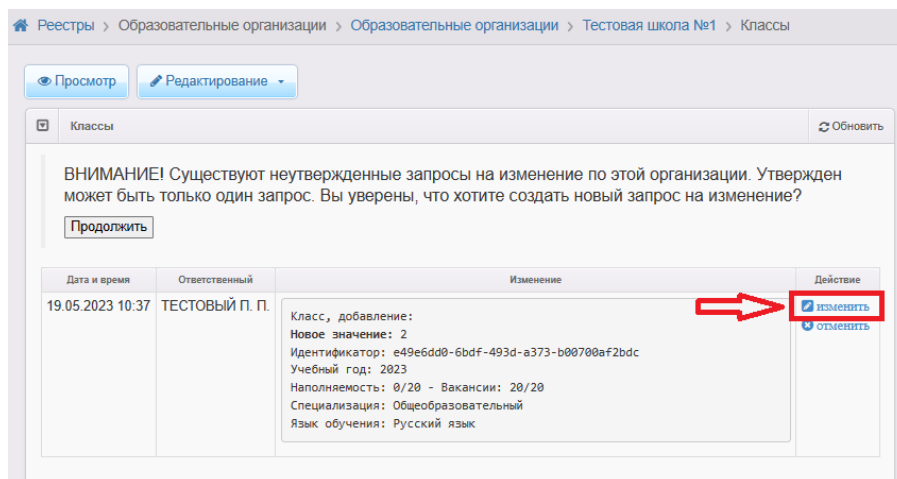 Реестры > Образовательные организации > Образовательные организации > Тестовая школа №1 > Классы
Просмотр Редактирование
Классы Обновить
ВНИМАНИЕ! Существуют неутвержденные запросы на изменение по этой организации. Утвержден
может быть только один запрос. Вы уверены, что хотите создать новый запрос на изменение?
Продолжить
Дата и время Ответственный Изменение Действие
19.05.2023 10:37 ТЕСТОВЫЙ П. П. изменить
отменить
Класс, добавление:
Новое значение: 2
Идентификатор: e49e6dd0-6bdf-493d-a373-b00700af2bdc
Учебный год: 2023
Наполняемость: 0/20 - Вакансии: 20/20
Специализация: Общеобразовательный
Язык обучения: Русский язык